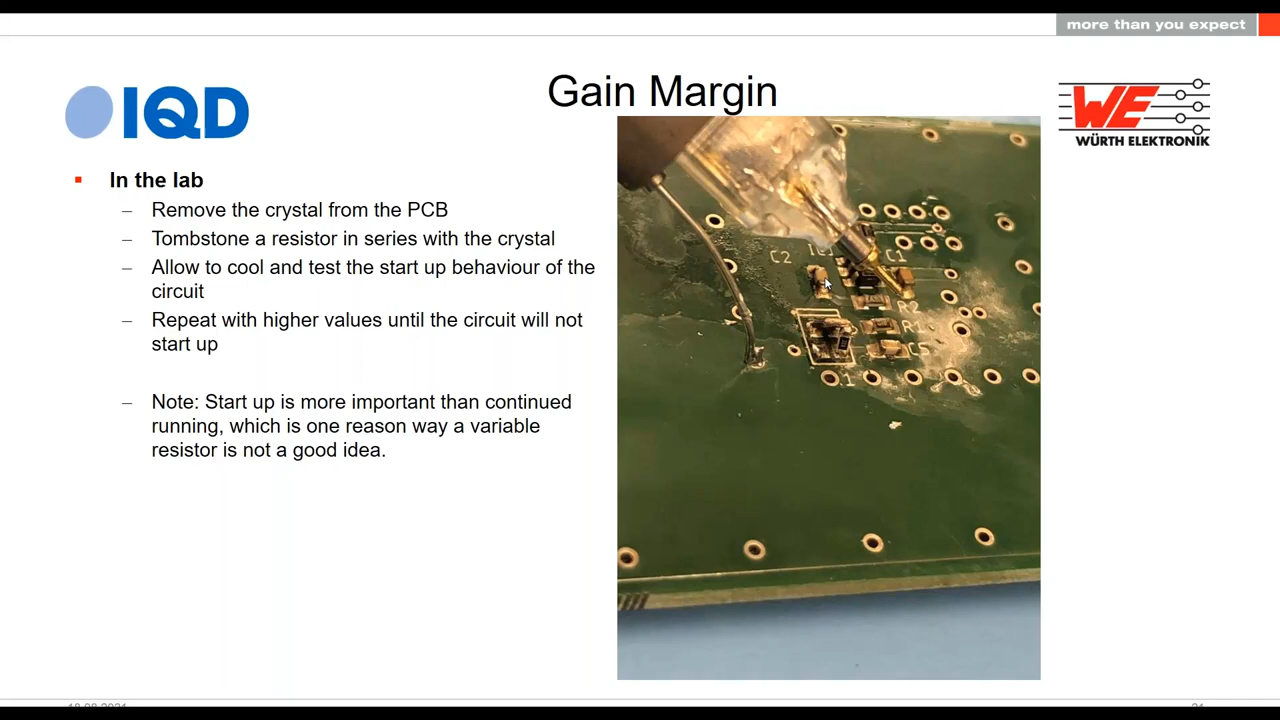 more than you expect
IQD
Gain Margin
WE
WÜRTH ELEKTRONIK
In the lab
– Remove the crystal from the PCB
– Tombstone a resistor in series with the crystal
– Allow to cool and test the start up behaviour of the
circuit
– Repeat with higher values until the circuit will not
start up
– Note: Start up is more important than continued
running, which is one reason way a variable
resistor is not a good idea.
C2
C1
R2
R1
1